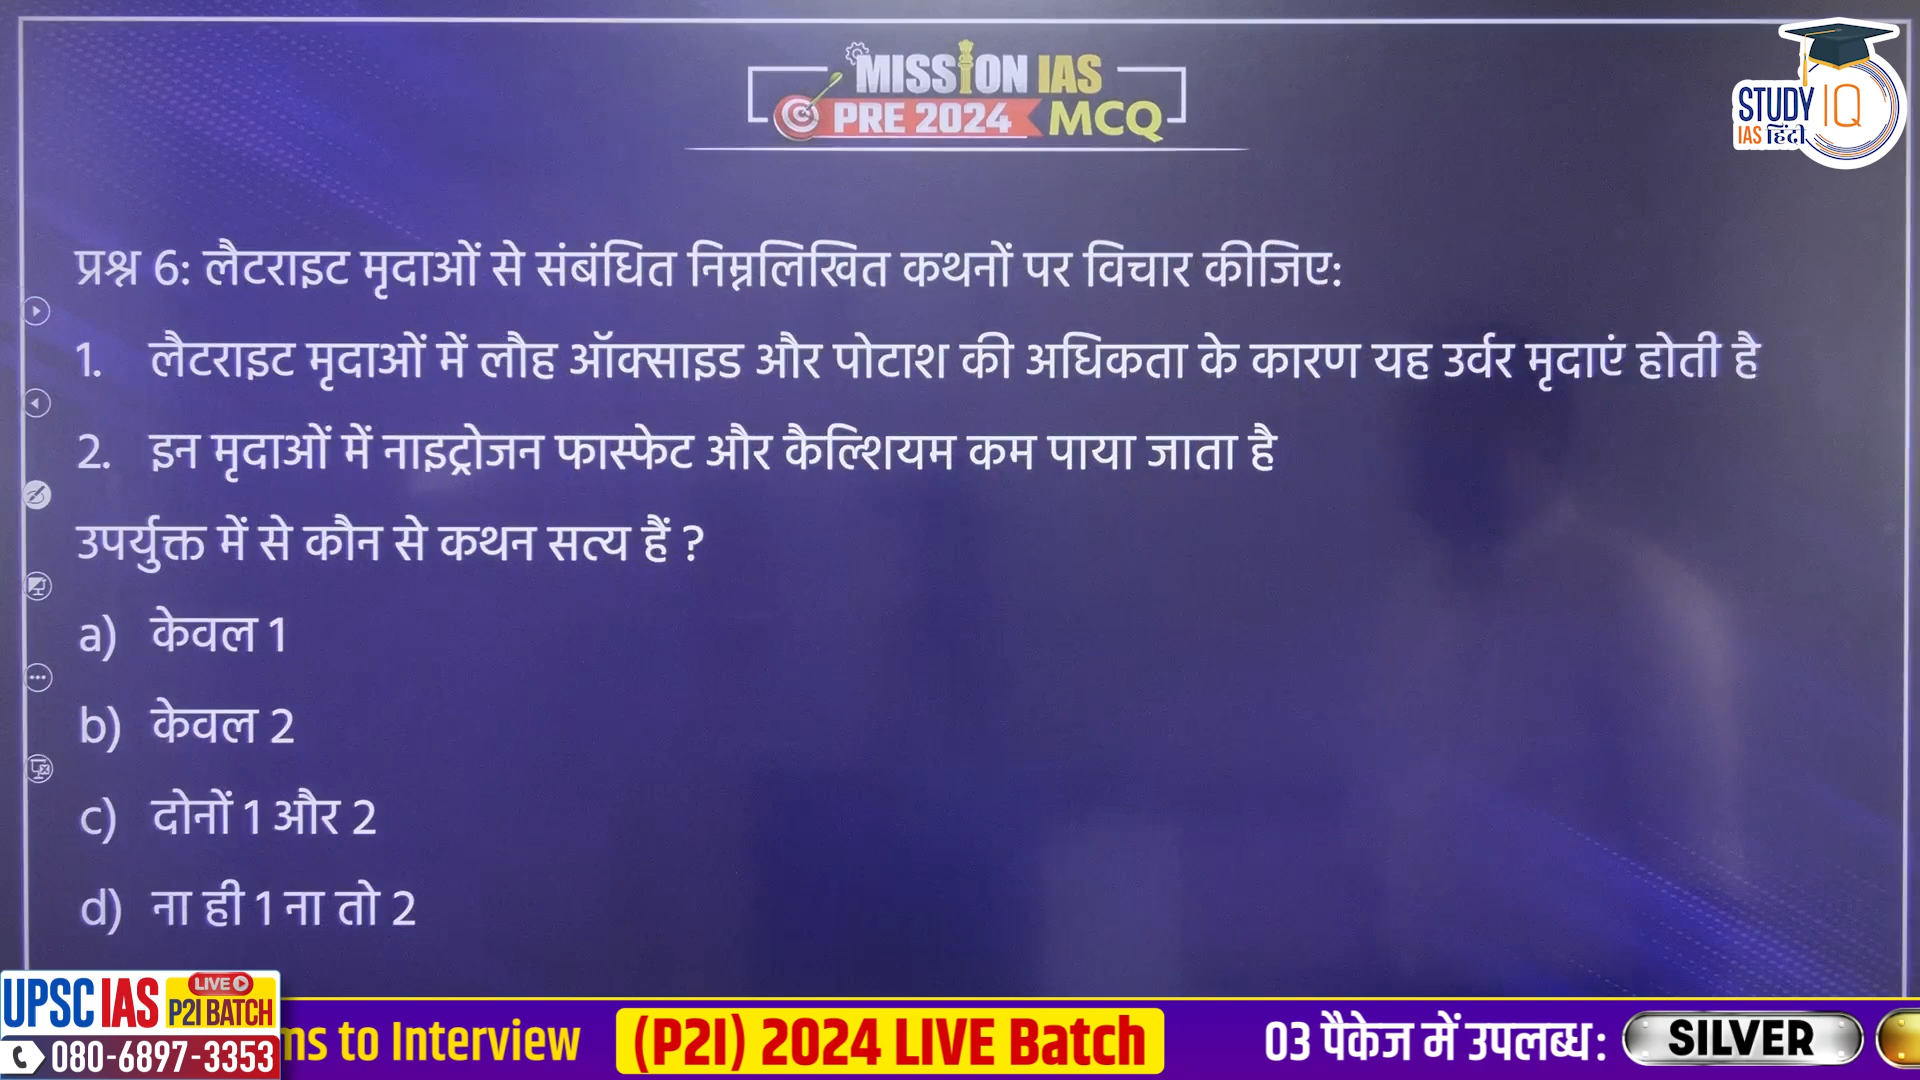 MISSION IAS
PRE 2024 MCQ
STUDY IQ
IAS हिंदी
प्रश्न 6: लैटराइट मृदाओं से संबंधित निम्नलिखित कथनों पर विचार कीजिए:
1. लैटराइट मृदाओं में लौह ऑक्साइड और पोटाश की अधिकता के कारण यह उर्वर मृदाएं होती है
2. इन मृदाओं में नाइट्रोजन फास्फेट और कैल्शियम कम पाया जाता है
उपर्युक्त में से कौन से कथन सत्य हैं ?
a) केवल 1
b) केवल 2
c) दोनों 1 और 2
d) ना ही 1 ना तो 2
UPSC IAS LIVE P2I BATCH
080-6897-3353
ms to Interview (P2I) 2024 LIVE Batch 03 पैकेज में उपलब्ध: SILVER